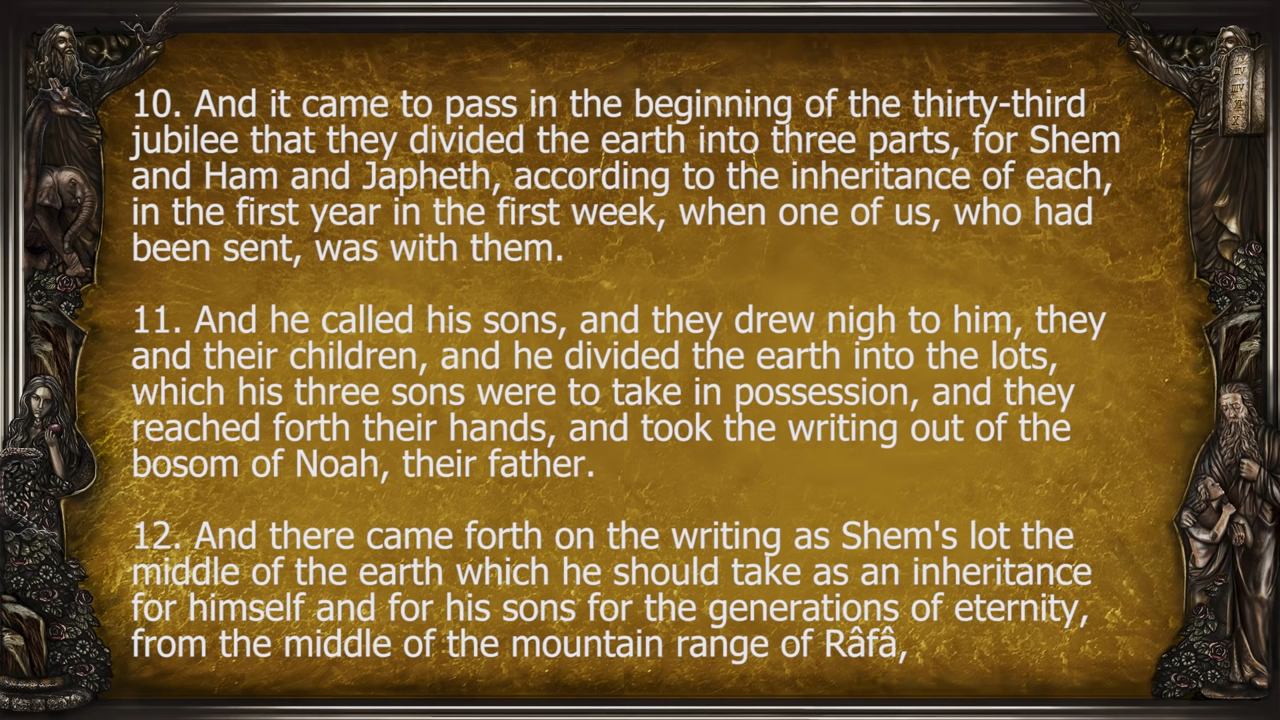 10. And it came to pass in the beginning of the thirty-third
jubilee that they divided the earth into three parts, for Shem
and Ham and Japheth, according to the inheritance of each,
in the first year in the first week, when one of us, who had
been sent, was with them.
11. And he called his sons, and they drew nigh to him, they
and their children, and he divided the earth into the lots,
which his three sons were to take in possession, and they
reached forth their hands, and took the writing out of the
bosom of Noah, their father.
12. And there came forth on the writing as Shem's lot the
middle of the earth which he should take as an inheritance
for himself and for his sons for the generations of eternity,
from the middle of the mountain range of Râfâ,